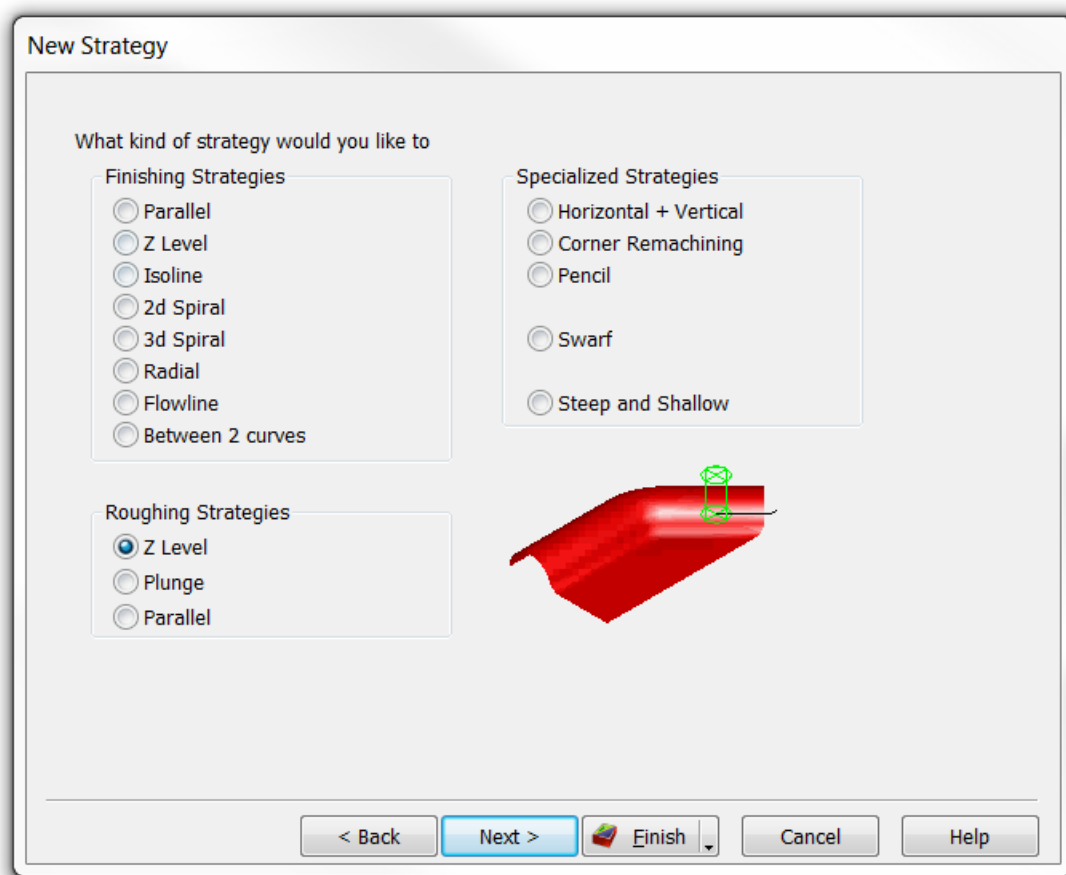 New Strategy
What kind of strategy would you like to
Finishing Strategies
Parallel
Z Level
Isoline
2d Spiral
3d Spiral
Radial
Flowline
Between 2 curves
Roughing Strategies
Z Level
Plunge
Parallel
Specialized Strategies
Horizontal + Vertical
Corner Remachining
Pencil
Swarf
Steep and Shallow
< Back
Next >
Finish
Cancel
Help